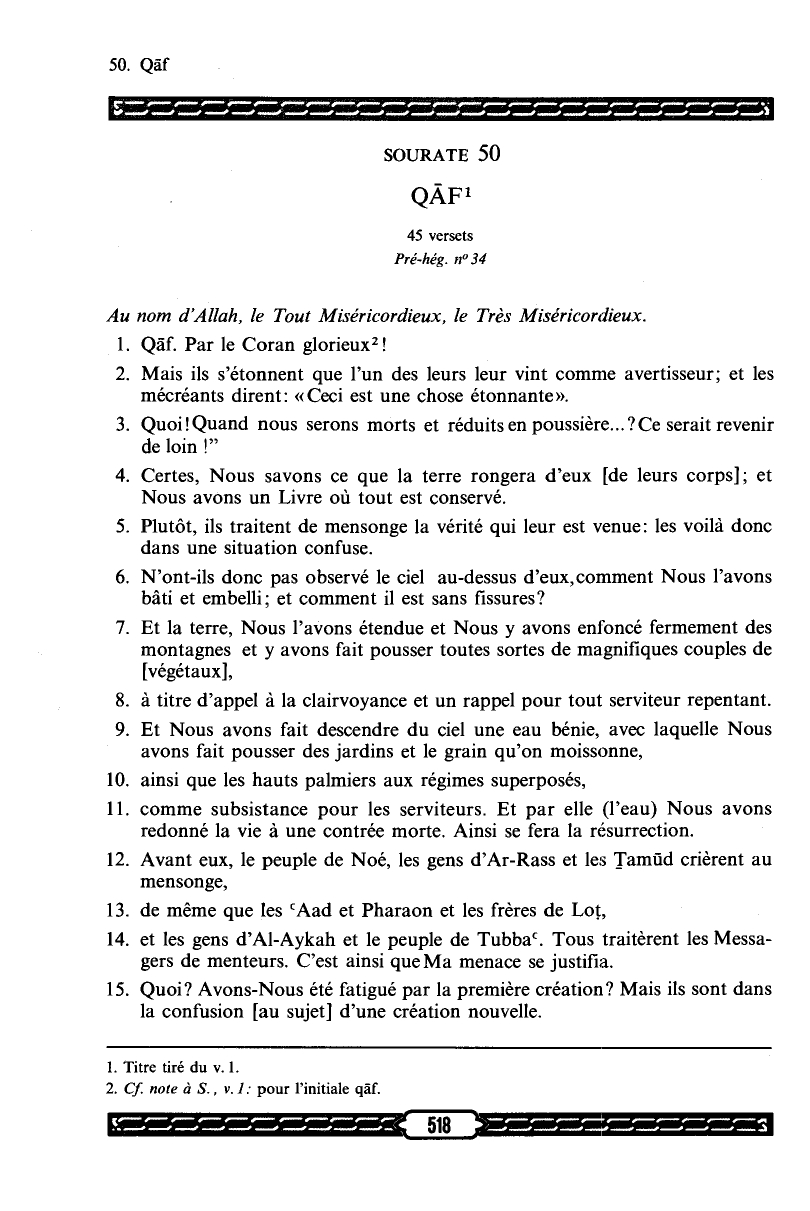 50. Qāf
SOURATE 50
QĀF¹
45 versets
Pré-hég. nº 34
Au nom d’Allah, le Tout Miséricordieux, le Très Miséricordieux.
1. Qāf. Par le Coran glorieux²!
2. Mais ils s’étonnent que l’un des leurs leur vint comme avertisseur; et les
mécréants dirent: «Ceci est une chose étonnante».
3. Quoi!Quand nous serons morts et réduits en poussière...?Ce serait revenir
de loin !”
4. Certes, Nous savons ce que la terre rongera d’eux [de leurs corps]; et
Nous avons un Livre où tout est conservé.
5. Plutôt, ils traitent de mensonge la vérité qui leur est venue: les voilà donc
dans une situation confuse.
6. N’ont-ils donc pas observé le ciel au-dessus d’eux,comment Nous l’avons
bâti et embelli; et comment il est sans fissures?
7. Et la terre, Nous l’avons étendue et Nous y avons enfoncé fermement des
montagnes et y avons fait pousser toutes sortes de magnifiques couples de
[végétaux],
8. à titre d’appel à la clairvoyance et un rappel pour tout serviteur repentant.
9. Et Nous avons fait descendre du ciel une eau bénie, avec laquelle Nous
avons fait pousser des jardins et le grain qu’on moissonne,
10. ainsi que les hauts palmiers aux régimes superposés,
11. comme subsistance pour les serviteurs. Et par elle (l’eau) Nous avons
redonné la vie à une contrée morte. Ainsi se fera la résurrection.
12. Avant eux, le peuple de Noé, les gens d’Ar-Rass et les Ṯamūd crièrent au
mensonge,
13. de même que les ʿAad et Pharaon et les frères de Loṭ,
14. et les gens d’Al-Aykah et le peuple de Tubbaʿ. Tous traitèrent les Messa-
gers de menteurs. C’est ainsi que Ma menace se justifia.
15. Quoi? Avons-Nous été fatigué par la première création? Mais ils sont dans
la confusion [au sujet] d’une création nouvelle.
1. Titre tiré du v. 1.
2. Cf. note à S., v. 1: pour l’initiale qāf.
518